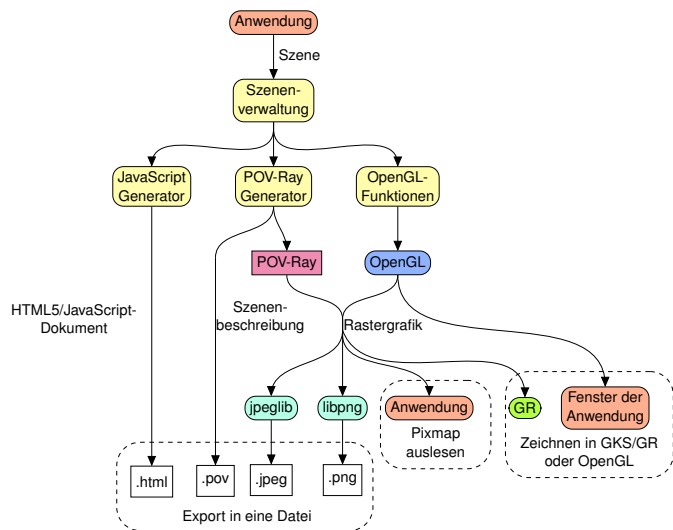 Anwendung
Szene
Szenen-
verwaltung
JavaScript
Generator
POV-Ray
Generator
OpenGL-
Funktionen
POV-Ray
OpenGL
HTML5/JavaScript-
Dokument
Szenen-
beschreibung
Rastergrafik
jpeglib
libpng
Anwendung
GR
Fenster der
Anwendung
Pixmap
auslesen
Zeichnen in GKS/GR
oder OpenGL
.html
.pov
.jpeg
.png
Export in eine Datei